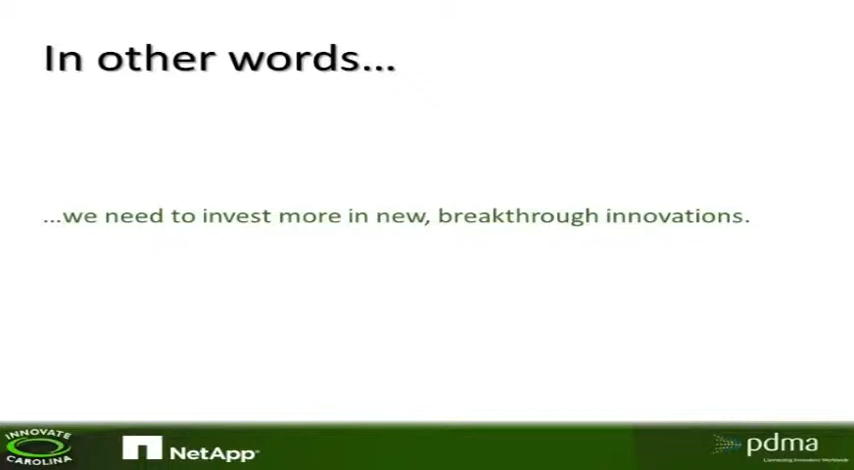 In other words...
...we need to invest more in new, breakthrough innovations.
INNOVATE
CAROLINA
NetApp
pdma
Connecting Innovators Worldwide